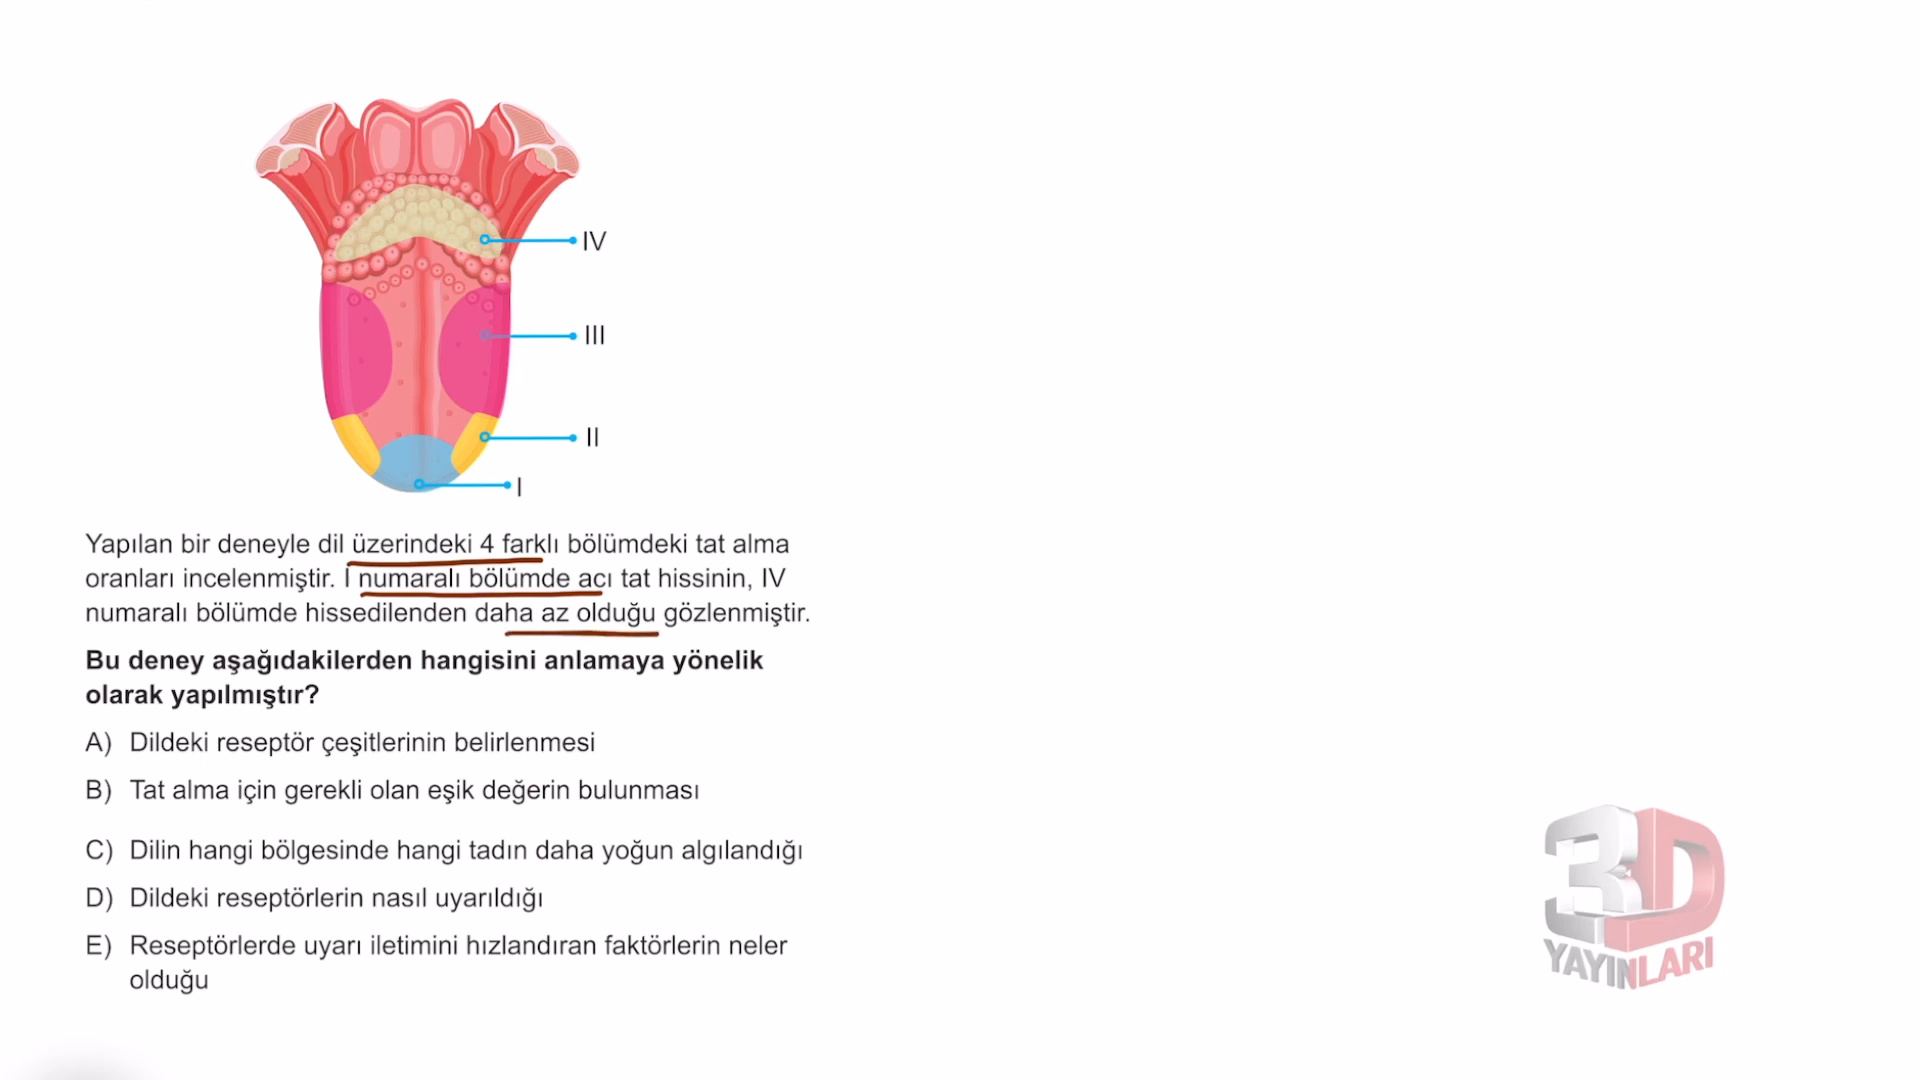 IV
III
II
I
Yapılan bir deneyle dil üzerindeki 4 farklı bölümdeki tat alma
oranları incelenmiştir. I numaralı bölümde acı tat hissinin, IV
numaralı bölümde hissedilenden daha az olduğu gözlenmiştir.
Bu deney aşağıdakilerden hangisini anlamaya yönelik
olarak yapılmıştır?
A) Dildeki reseptör çeşitlerinin belirlenmesi
B) Tat alma için gerekli olan eşik değerin bulunması
C) Dilin hangi bölgesinde hangi tadın daha yoğun algılandığı
D) Dildeki reseptörlerin nasıl uyarıldığı
E) Reseptörlerde uyarı iletimini hızlandıran faktörlerin neler
olduğu
3D
YAYINLARI